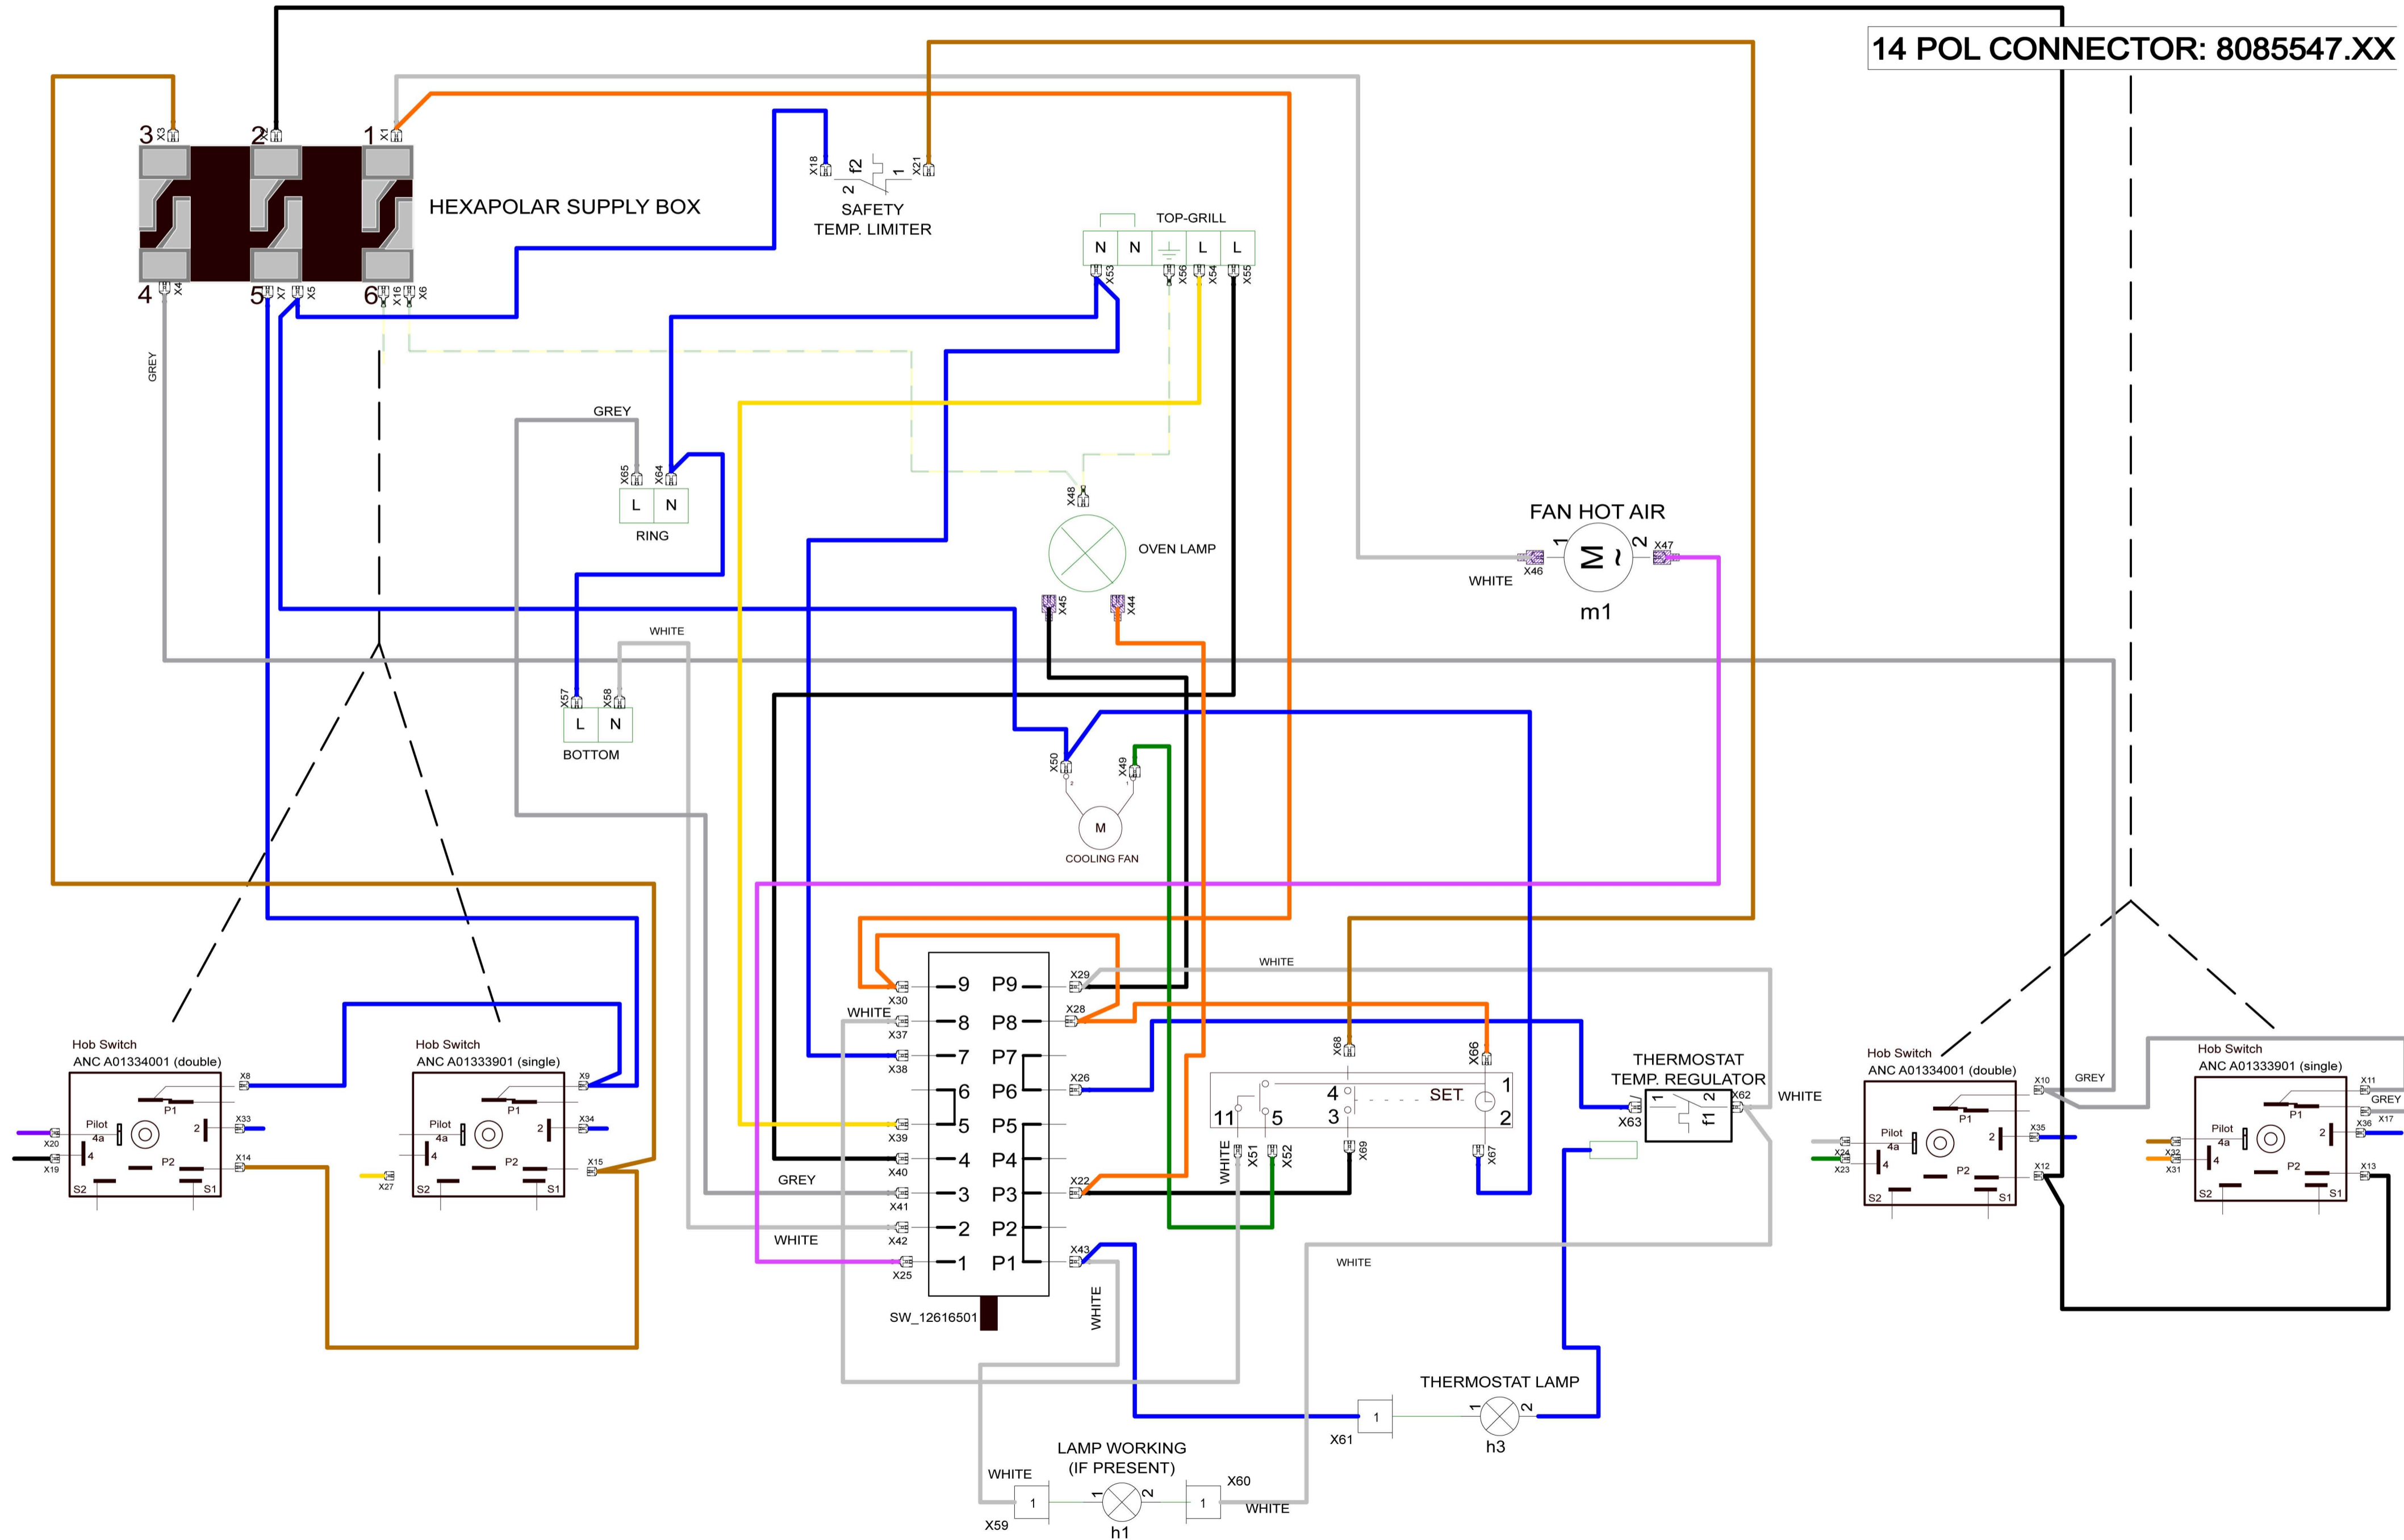 14 POL CONNECTOR: 8085547.XX
3
X3
2
X2
1
X1
HEXAPOLAR SUPPLY BOX
4
X4
5
X7
X5
6
X16
X6
GREY
X18
2
f2
1
X21
SAFETY
TEMP. LIMITER
TOP-GRILL
N N L L
X53
X56
X54
X55
GREY
X65
X64
L N
RING
X48
OVEN LAMP
X45
X44
FAN HOT AIR
1
M
~
2
X47
X46
WHITE
m1
WHITE
X57
X58
L N
BOTTOM
X50
X49
2
1
M
COOLING FAN
Hob Switch
ANC A01334001 (double)
X8
P1
Pilot
4a
2
X33
X20
4
X19
P2
X14
S2
S1
Hob Switch
ANC A01333901 (single)
X9
P1
Pilot
4a
2
X34
4
P2
X15
X27
S2
S1
9 P9
X30
X29
WHITE
WHITE
8 P8
X37
X28
7 P7
X38
6 P6
X26
5 P5
X39
4 P4
X40
GREY
3 P3
X41
X22
2 P2
X42
WHITE
1 P1
X25
X43
WHITE
SW_12616501
X68
X66
4
3
SET
1
2
11
5
WHITE
X51
X52
X69
X67
THERMOSTAT
TEMP. REGULATOR
X63
1
f1
2
X62
WHITE
WHITE
Hob Switch
ANC A01334001 (double)
X10
GREY
P1
Pilot
4a
2
X35
X24
4
X23
P2
X12
S2
S1
Hob Switch
ANC A01333901 (single)
X11
GREY
X17
P1
Pilot
4a
2
X36
X32
4
X31
P2
X13
S2
S1
THERMOSTAT LAMP
1
X61
1
2
h3
LAMP WORKING
(IF PRESENT)
WHITE
1
X59
1
2
h1
1
X60
WHITE